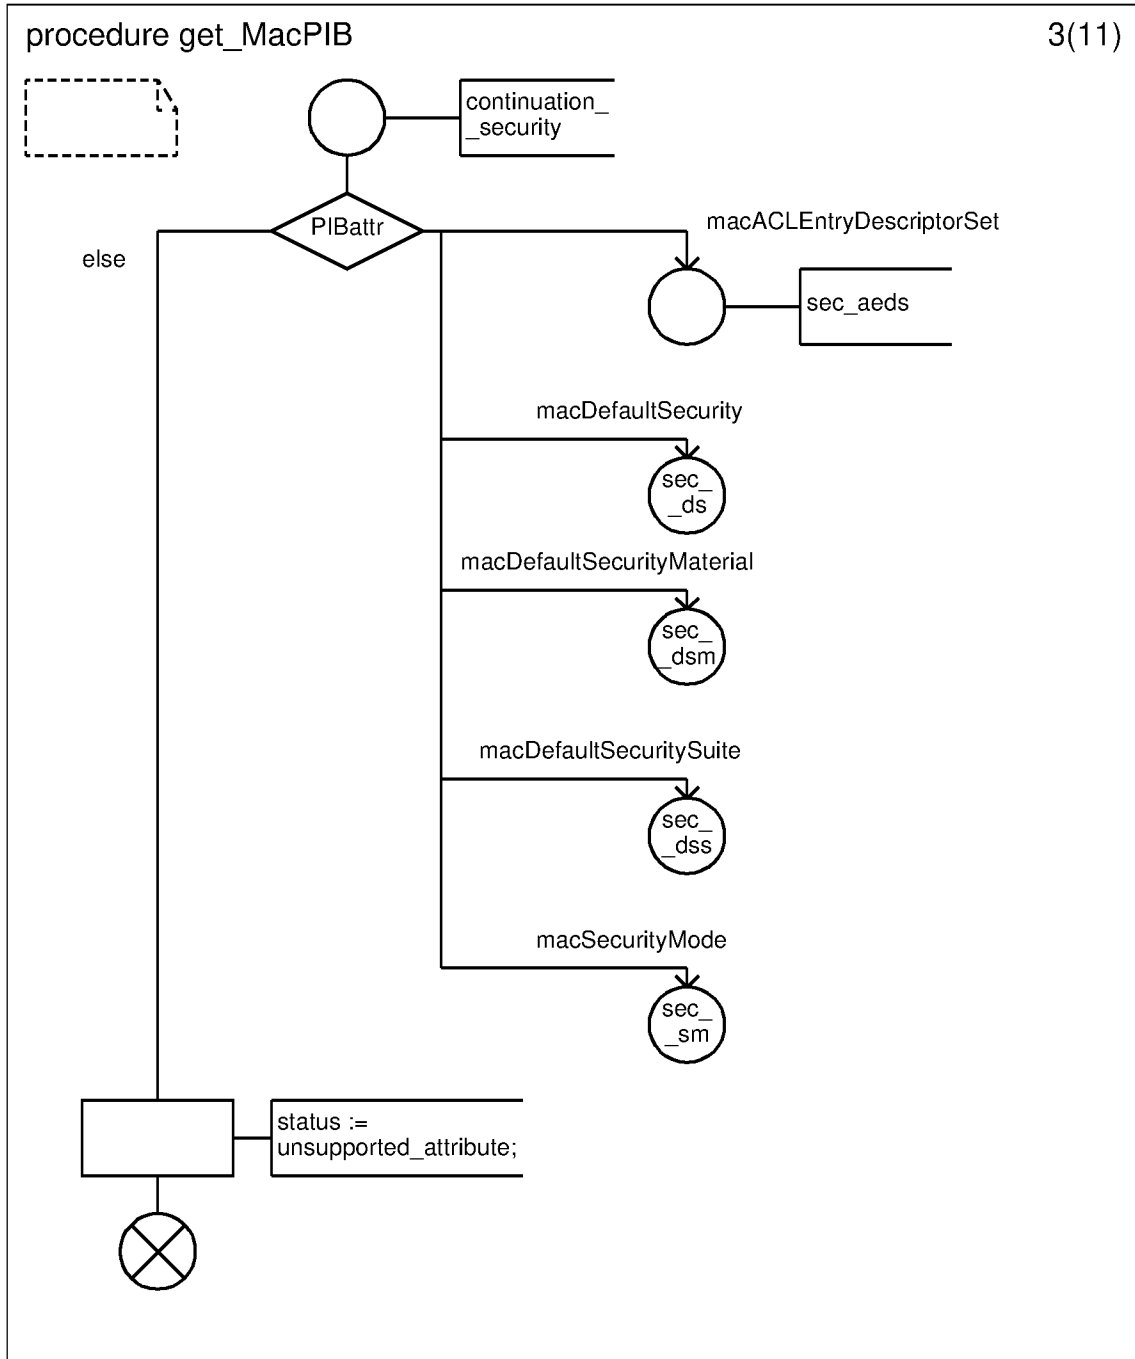 procedure get_MacPIB
3(11)
continuation_
_security
PIBattr
macACLEntryDescriptorSet
else
sec_aeds
macDefaultSecurity
sec_
_ds
macDefaultSecurityMaterial
sec_
_dsm
macDefaultSecuritySuite
sec_
_dss
macSecurityMode
sec_
_sm
status :=
unsupported_attribute;